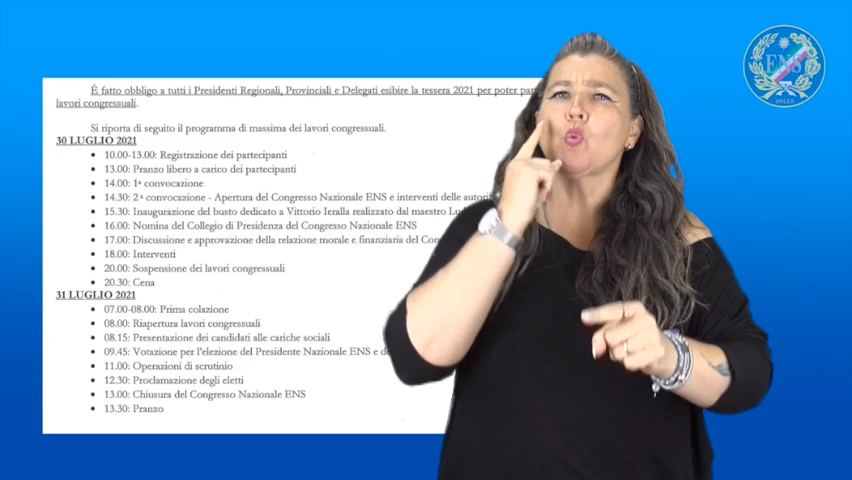 È fatto obbligo a tutti i Presidenti Regionali, Provinciali e Delegati esibire la tessera 2021 per poter
lavori congressuali.
Si riporta di seguito il programma di massima dei lavori congressuali.
30 LUGLIO 2021
• 10.00-13.00: Registrazione dei partecipanti
• 13.00: Pranzo libero a carico dei partecipanti
• 14.00: 1ª convocazione
• 14.30: 2ª convocazione - Apertura del Congresso Nazionale ENS e interventi delle
• 15.30: Inaugurazione del busto dedicato a Vittorio Ieralla realizzato dal maestro
• 16.00: Nomina del Collegio di Presidenza del Congresso Nazionale ENS
• 17.00: Discussione e approvazione della relazione morale e finanziaria del
• 18.00: Interventi
• 20.00: Sospensione dei lavori congressuali
• 20.30: Cena
31 LUGLIO 2021
• 07.00-08.00: Prima colazione
• 08.00: Riapertura lavori congressuali
• 08.15: Presentazione dei candidati alle cariche sociali
• 09.45: Votazione per l'elezione del Presidente Nazionale ENS e
• 11.00: Operazioni di scrutinio
• 12.30: Proclamazione degli eletti
• 13.00: Chiusura del Congresso Nazionale ENS
• 13.30: Pranzo
ENS
ONLUS